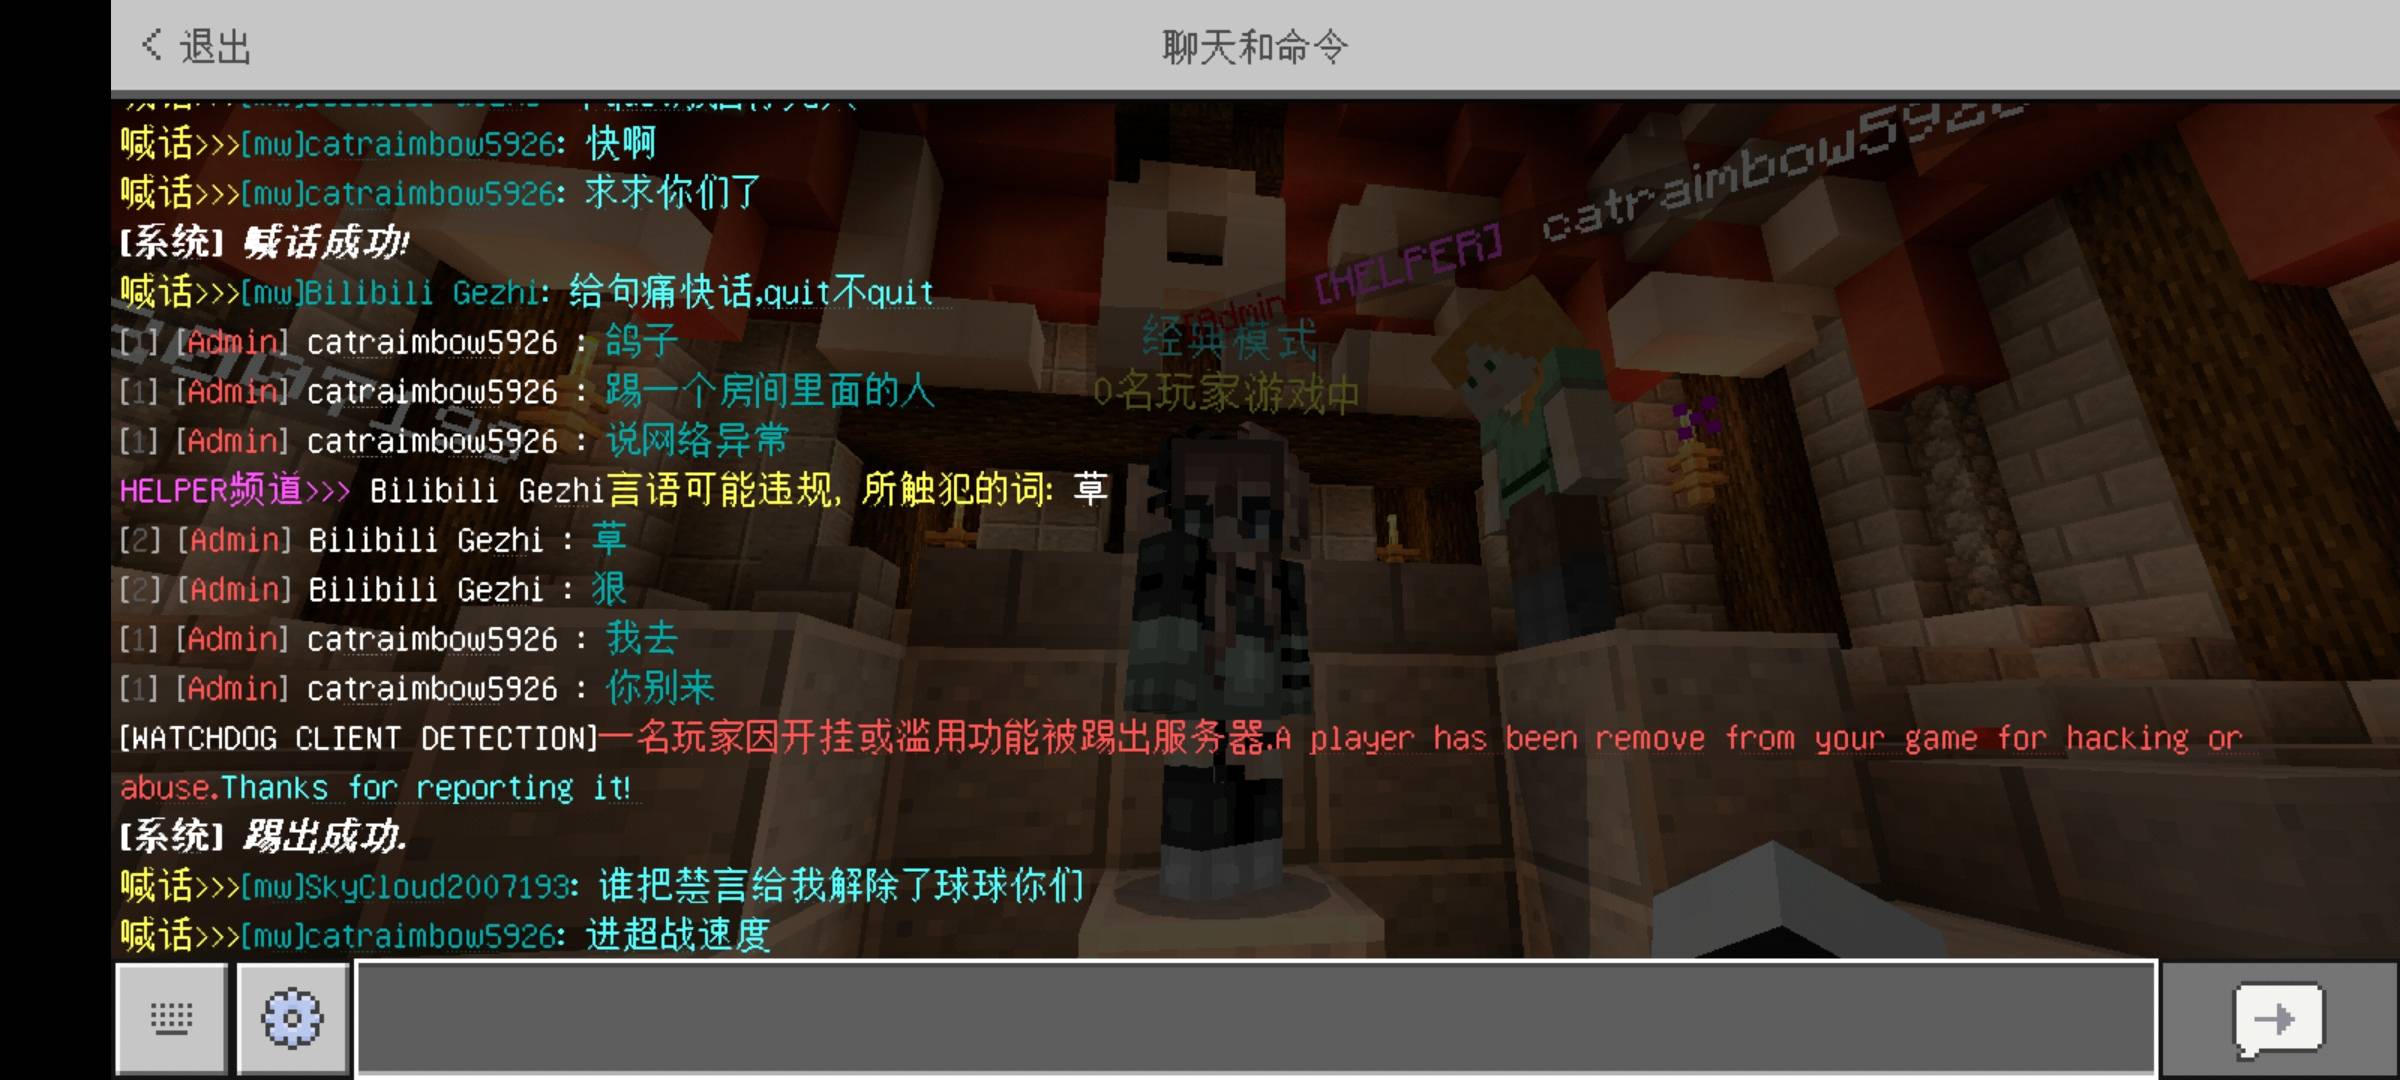 退出
聊天和命令
喊话>>>[mw]catraimbow5926: 快啊
喊话>>>[mw]catraimbow5926: 求求你们了
[系统] 喊话成功!
喊话>>>[mw]Bilibili Gezhi: 给句痛快话,quit不quit
[1] [Admin] catraimbow5926 : 鸽子
[1] [Admin] catraimbow5926 : 踢一个房间里面的人
[1] [Admin] catraimbow5926 : 说网络异常
HELPER频道>>> Bilibili Gezhi言语可能违规, 所触犯的词: 草
[2] [Admin] Bilibili Gezhi : 草
[2] [Admin] Bilibili Gezhi : 狠
[1] [Admin] catraimbow5926 : 我去
[1] [Admin] catraimbow5926 : 你别来
[WATCHDOG CLIENT DETECTION]一名玩家因开挂或滥用功能被踢出服务器.A player has been remove from your game for hacking or
abuse.Thanks for reporting it!
[系统] 踢出成功.
喊话>>>[mw]SkyCloud2007193: 谁把禁言给我解除了球球你们
喊话>>>[mw]catraimbow5926: 进超战速度
[Admin] [HELPER] catraimbow5926
经典模式
0名玩家游戏中